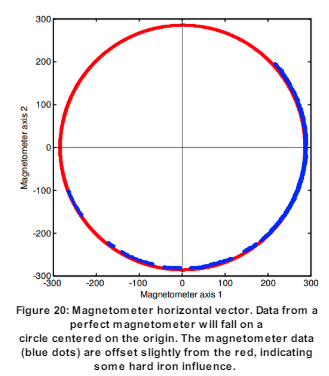 300
200
100
0
-100
-200
-300
Magnetometer axis 2
-300 -200 -100 0 100 200 300
Magnetometer axis 1
Figure 20: Magnetometer horizontal vector. Data from a
perfect magnetometer will fall on a
circle centered on the origin. The magnetometer data
(blue dots) are offset slightly from the red, indicating
some hard iron influence.